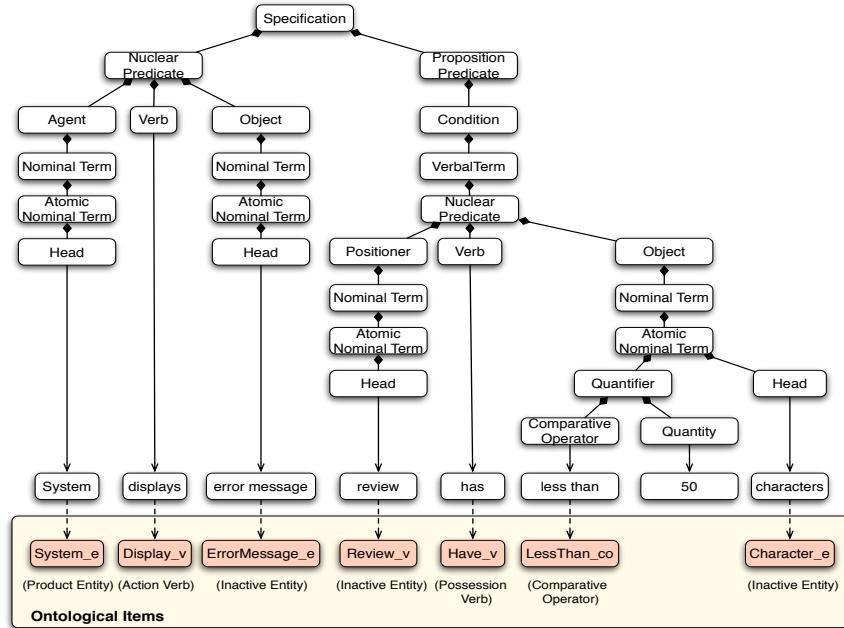 Specification
Nuclear
Predicate
Proposition
Predicate
Agent
Verb
Object
Condition
Nominal Term
Nominal Term
VerbalTerm
Atomic
Nominal Term
Atomic
Nominal Term
Nuclear
Predicate
Head
Head
Positioner
Verb
Object
Nominal Term
Nominal Term
Atomic
Nominal Term
Atomic
Nominal Term
Head
Quantifier
Head
Comparative
Operator
Quantity
System
displays
error message
review
has
less than
50
characters
System_e
Display_v
ErrorMessage_e
Review_v
Have_v
LessThan_co
Character_e
(Product Entity)
(Action Verb)
(Inactive Entity)
(Inactive Entity)
(Possession
Verb)
(Comparative
Operator)
(Inactive Entity)
Ontological Items